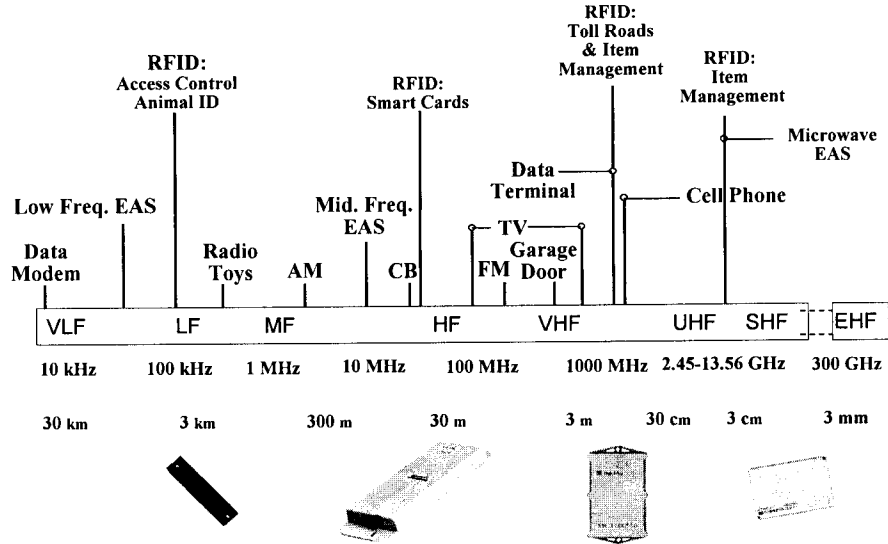 RFID:
Toll Roads
& Item
Management
RFID:
Access Control
Animal ID
RFID:
Smart Cards
RFID:
Item
Management
Microwave
EAS
Data
Terminal
Cell Phone
Low Freq. EAS
Mid. Freq.
EAS
TV
Data
Modem
Radio
Toys
AM
CB
FM
Garage
Door
VLF LF MF HF VHF UHF SHF EHF
10 kHz 100 kHz 1 MHz 10 MHz 100 MHz 1000 MHz 2.45-13.56 GHz 300 GHz
30 km 3 km 300 m 30 m 3 m 30 cm 3 cm 3 mm